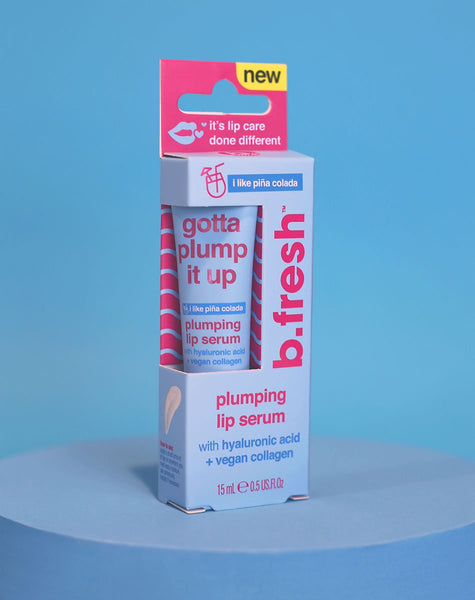 new
it's lip care
done different
i like piña colada
b.fresh
gotta
plump
it up
i like piña colada
plumping
lip serum
with hyaluronic acid
+ vegan collagen
plumping
lip serum
with hyaluronic acid
+ vegan collagen
15 mL ℮ 0.5 US.Fl.Oz